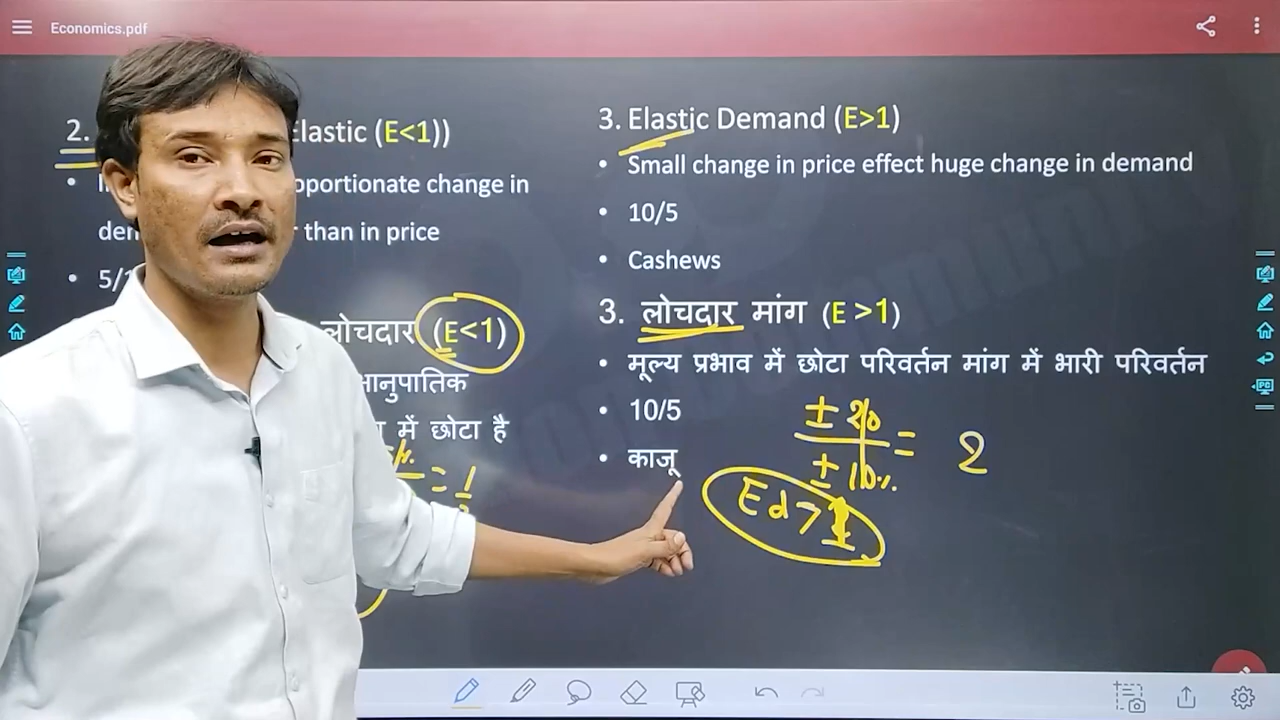 Economics.pdf
2.
Elastic (E<1))
oportionate change in
than in price
5/1
लोचदार (E<1)
आनुपातिक
में छोटा है
3. Elastic Demand (E>1)
• Small change in price effect huge change in demand
• 10/5
• Cashews
3. लोचदार मांग (E >1)
• मूल्य प्रभाव में छोटा परिवर्तन मांग में भारी परिवर्तन
• 10/5
• काजू
± 20
± 10%
= 2
Ed>1
PC